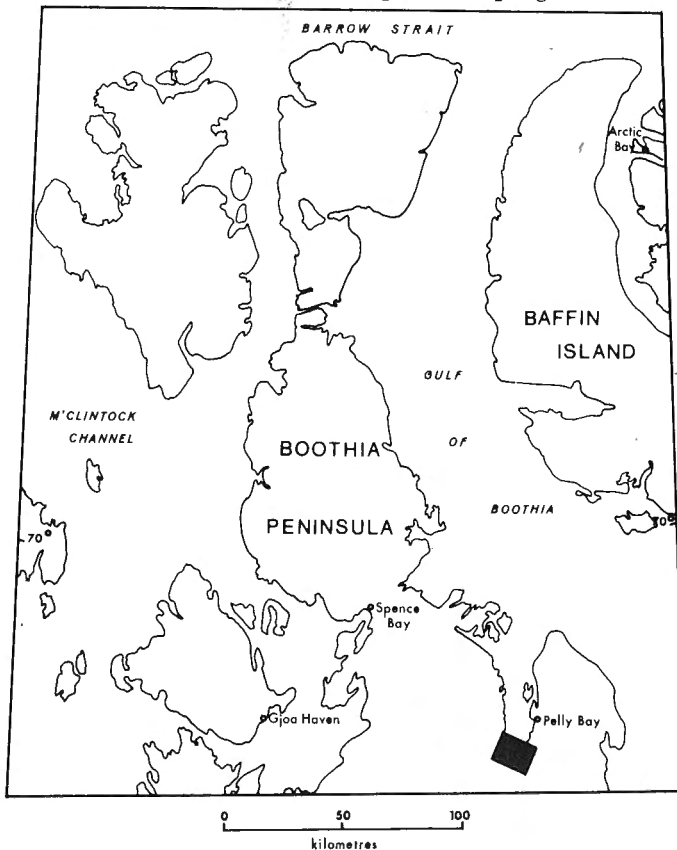 BARROW STRAIT
Arctic
Bay
BAFFIN
ISLAND
GULF
OF
BOOTHIA
M'CLINTOCK
CHANNEL
BOOTHIA
PENINSULA
70°
70°
Spence
Bay
Gjoa Haven
Pelly Bay
0 50 100
kilometres